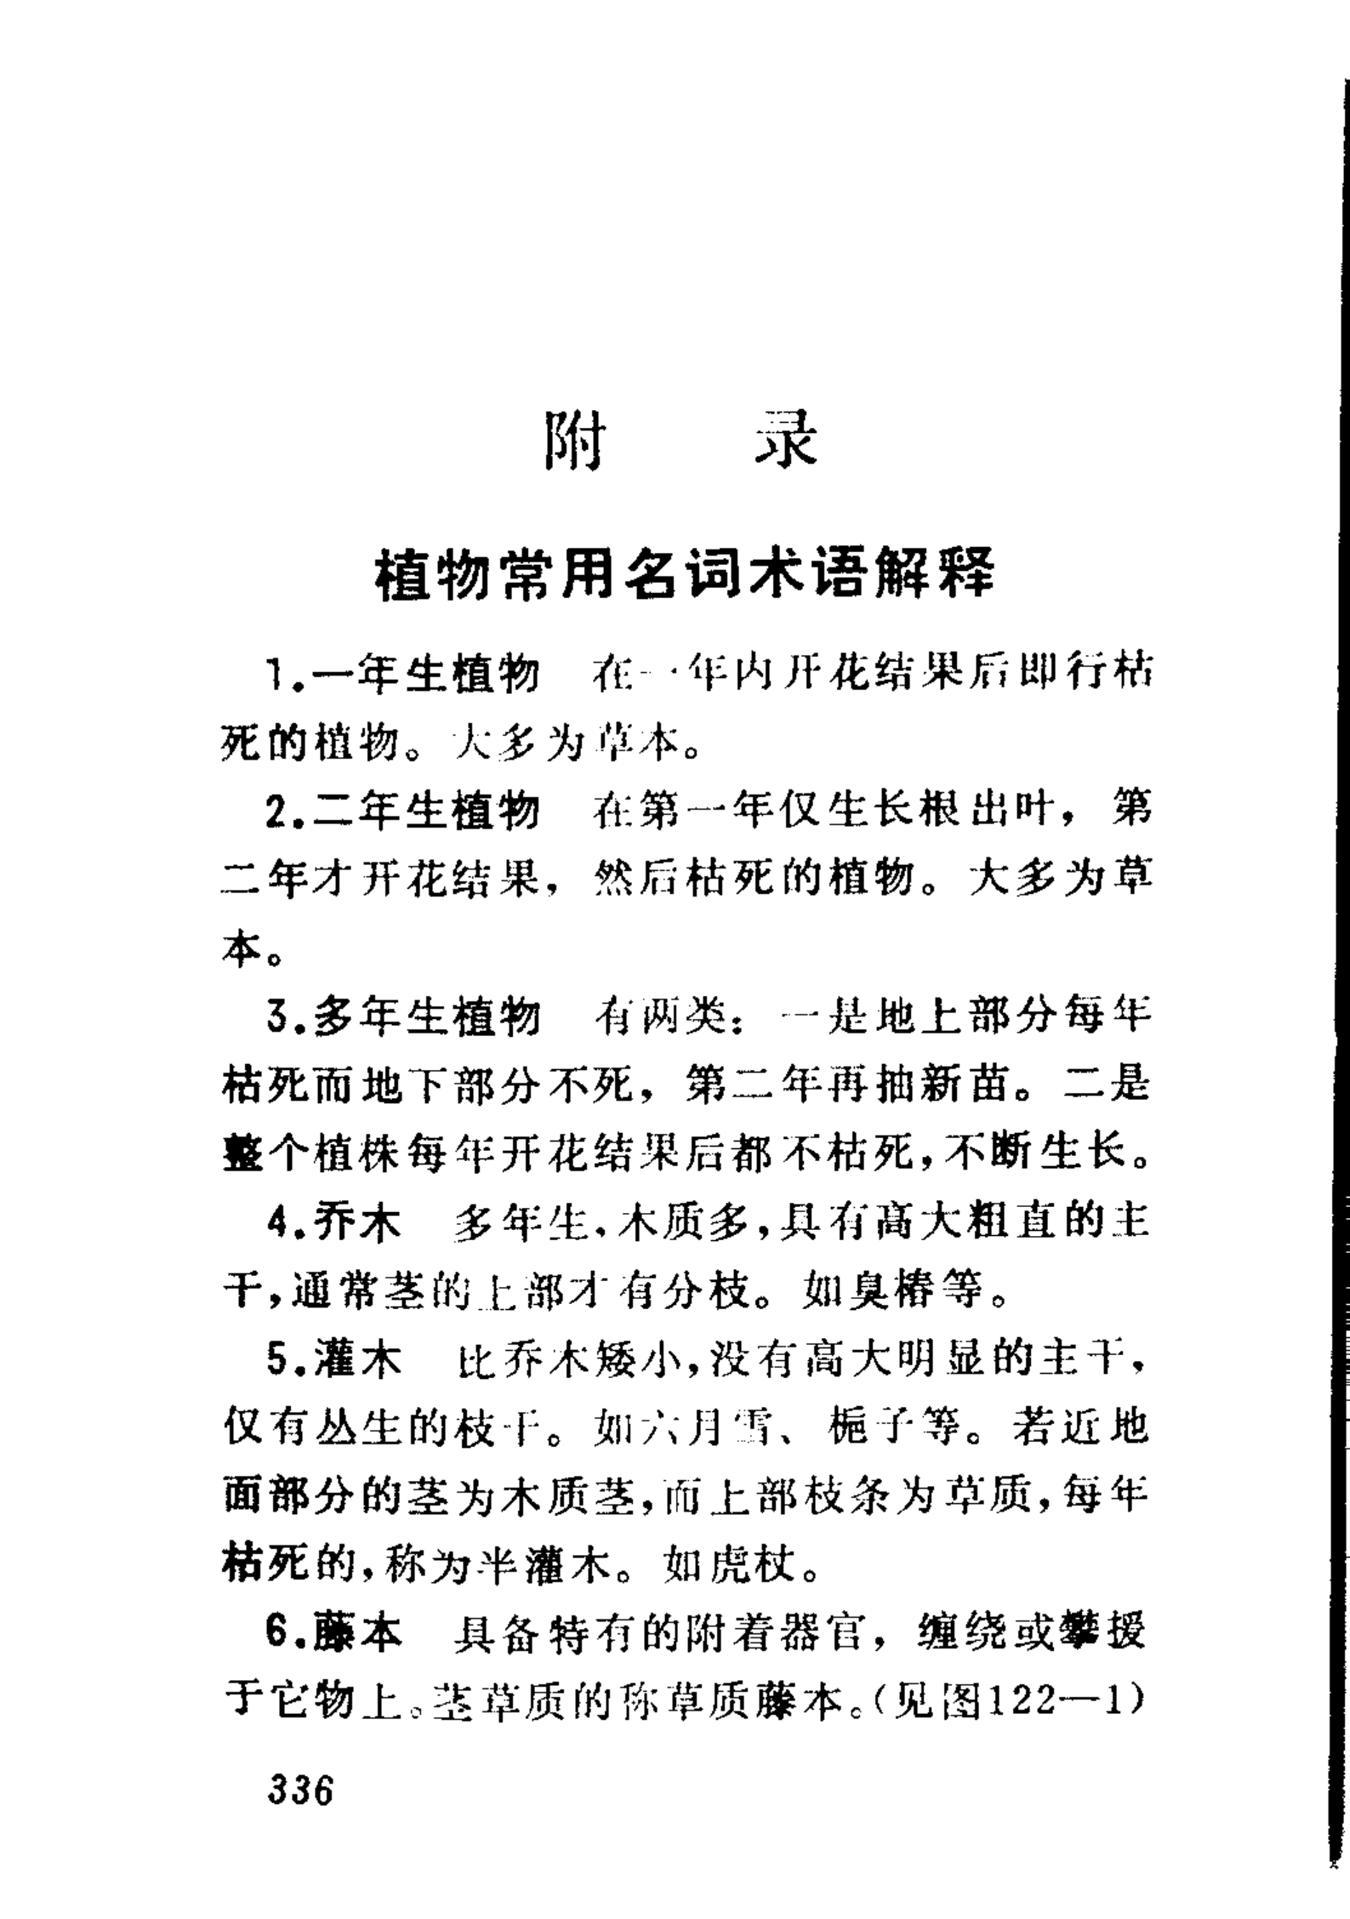 附 录
植物常用名词术语解释
1.一年生植物 在一年内开花结果后即行枯
死的植物。大多为草本。
2.二年生植物 在第一年仅生长根出叶，第
二年才开花结果，然后枯死的植物。大多为草
本。
3.多年生植物 有两类：一是地上部分每年
枯死而地下部分不死，第二年再抽新苗。二是
整个植株每年开花结果后都不枯死，不断生长。
4.乔木 多年生，木质多，具有高大粗直的主
干，通常茎的上部才有分枝。如臭椿等。
5.灌木 比乔木矮小，没有高大明显的主干，
仅有丛生的枝干。如六月雪、栀子等。若近地
面部分的茎为木质茎，而上部枝条为草质，每年
枯死的，称为半灌木。如虎杖。
6.藤本 具备特有的附着器官，缠绕或攀援
于它物上。茎草质的称草质藤本。（见图122—1）
336